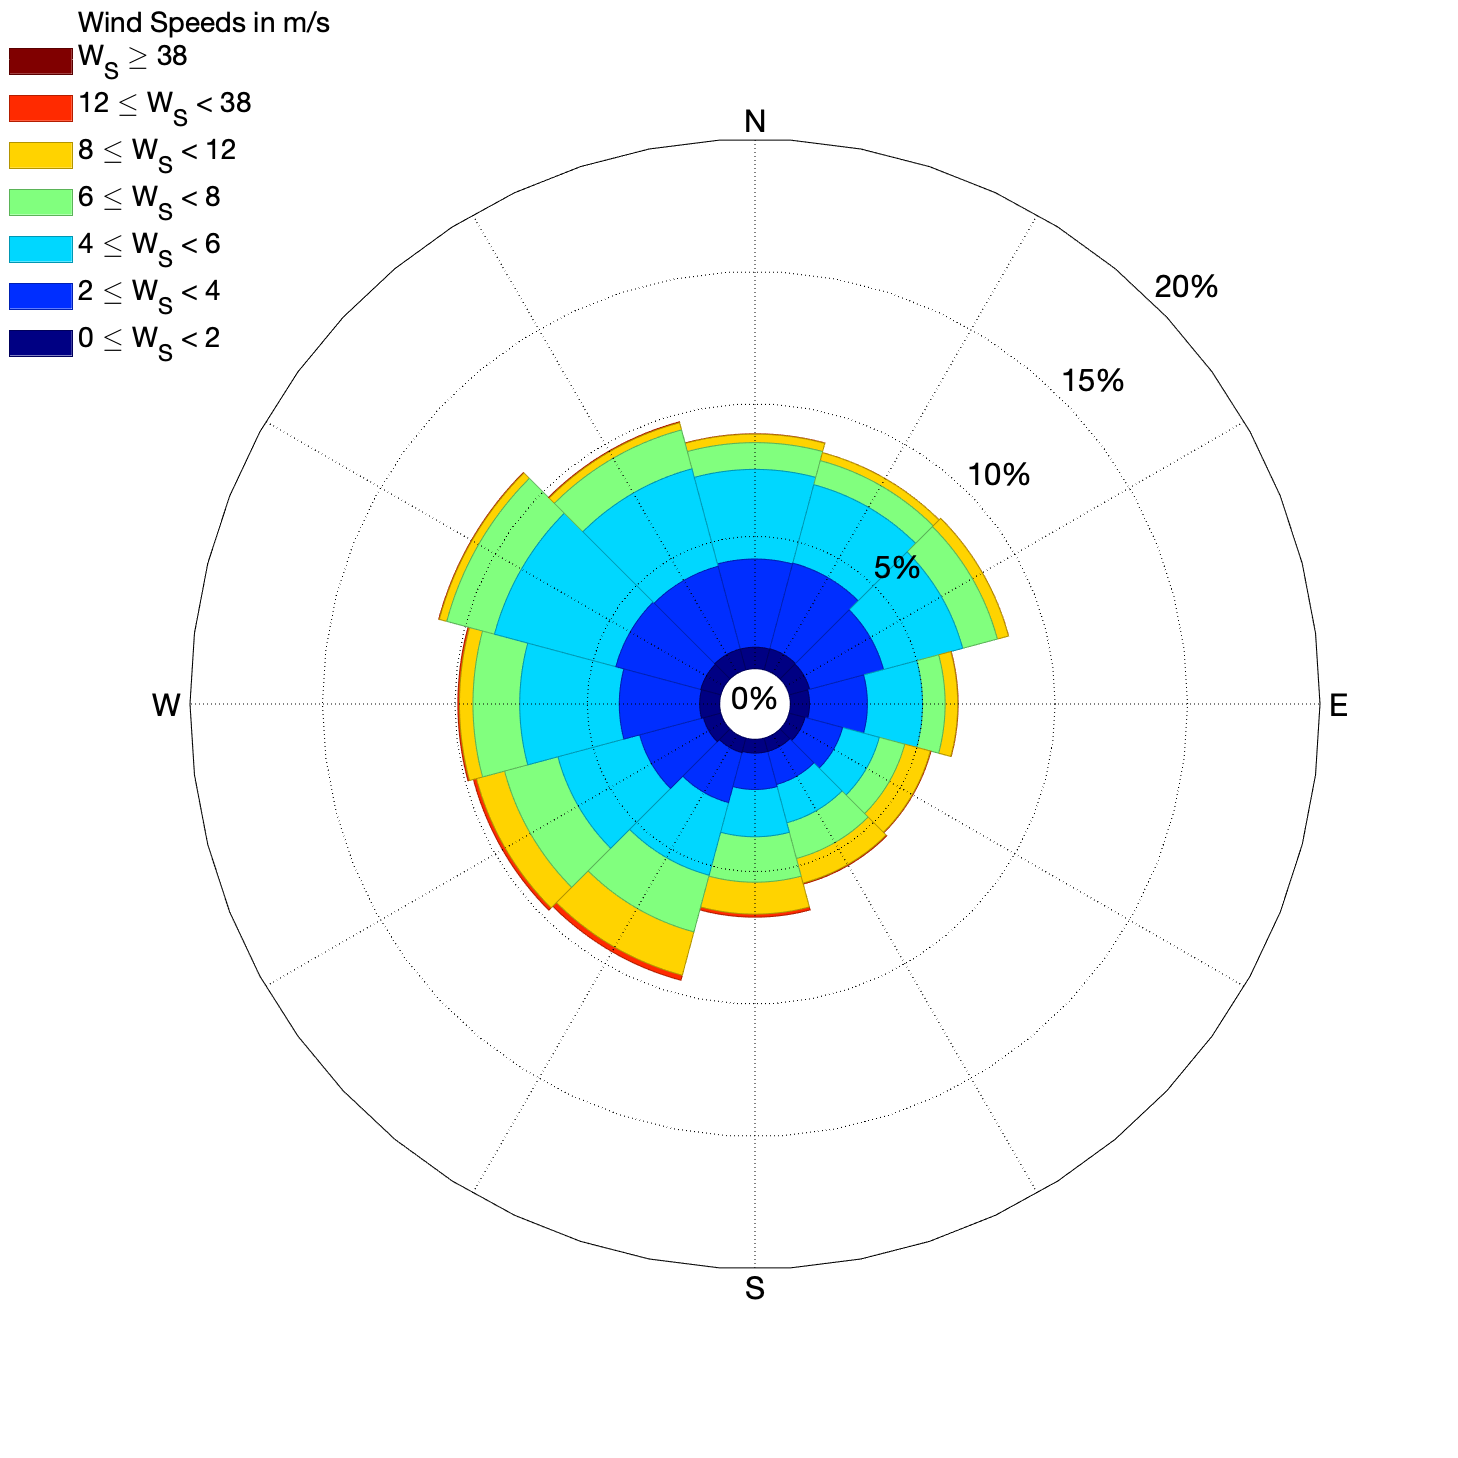 Wind Speeds in m/s
W_S ≥ 38
12 ≤ W_S < 38
8 ≤ W_S < 12
6 ≤ W_S < 8
4 ≤ W_S < 6
2 ≤ W_S < 4
0 ≤ W_S < 2
N
20%
15%
10%
5%
0%
W
E
S